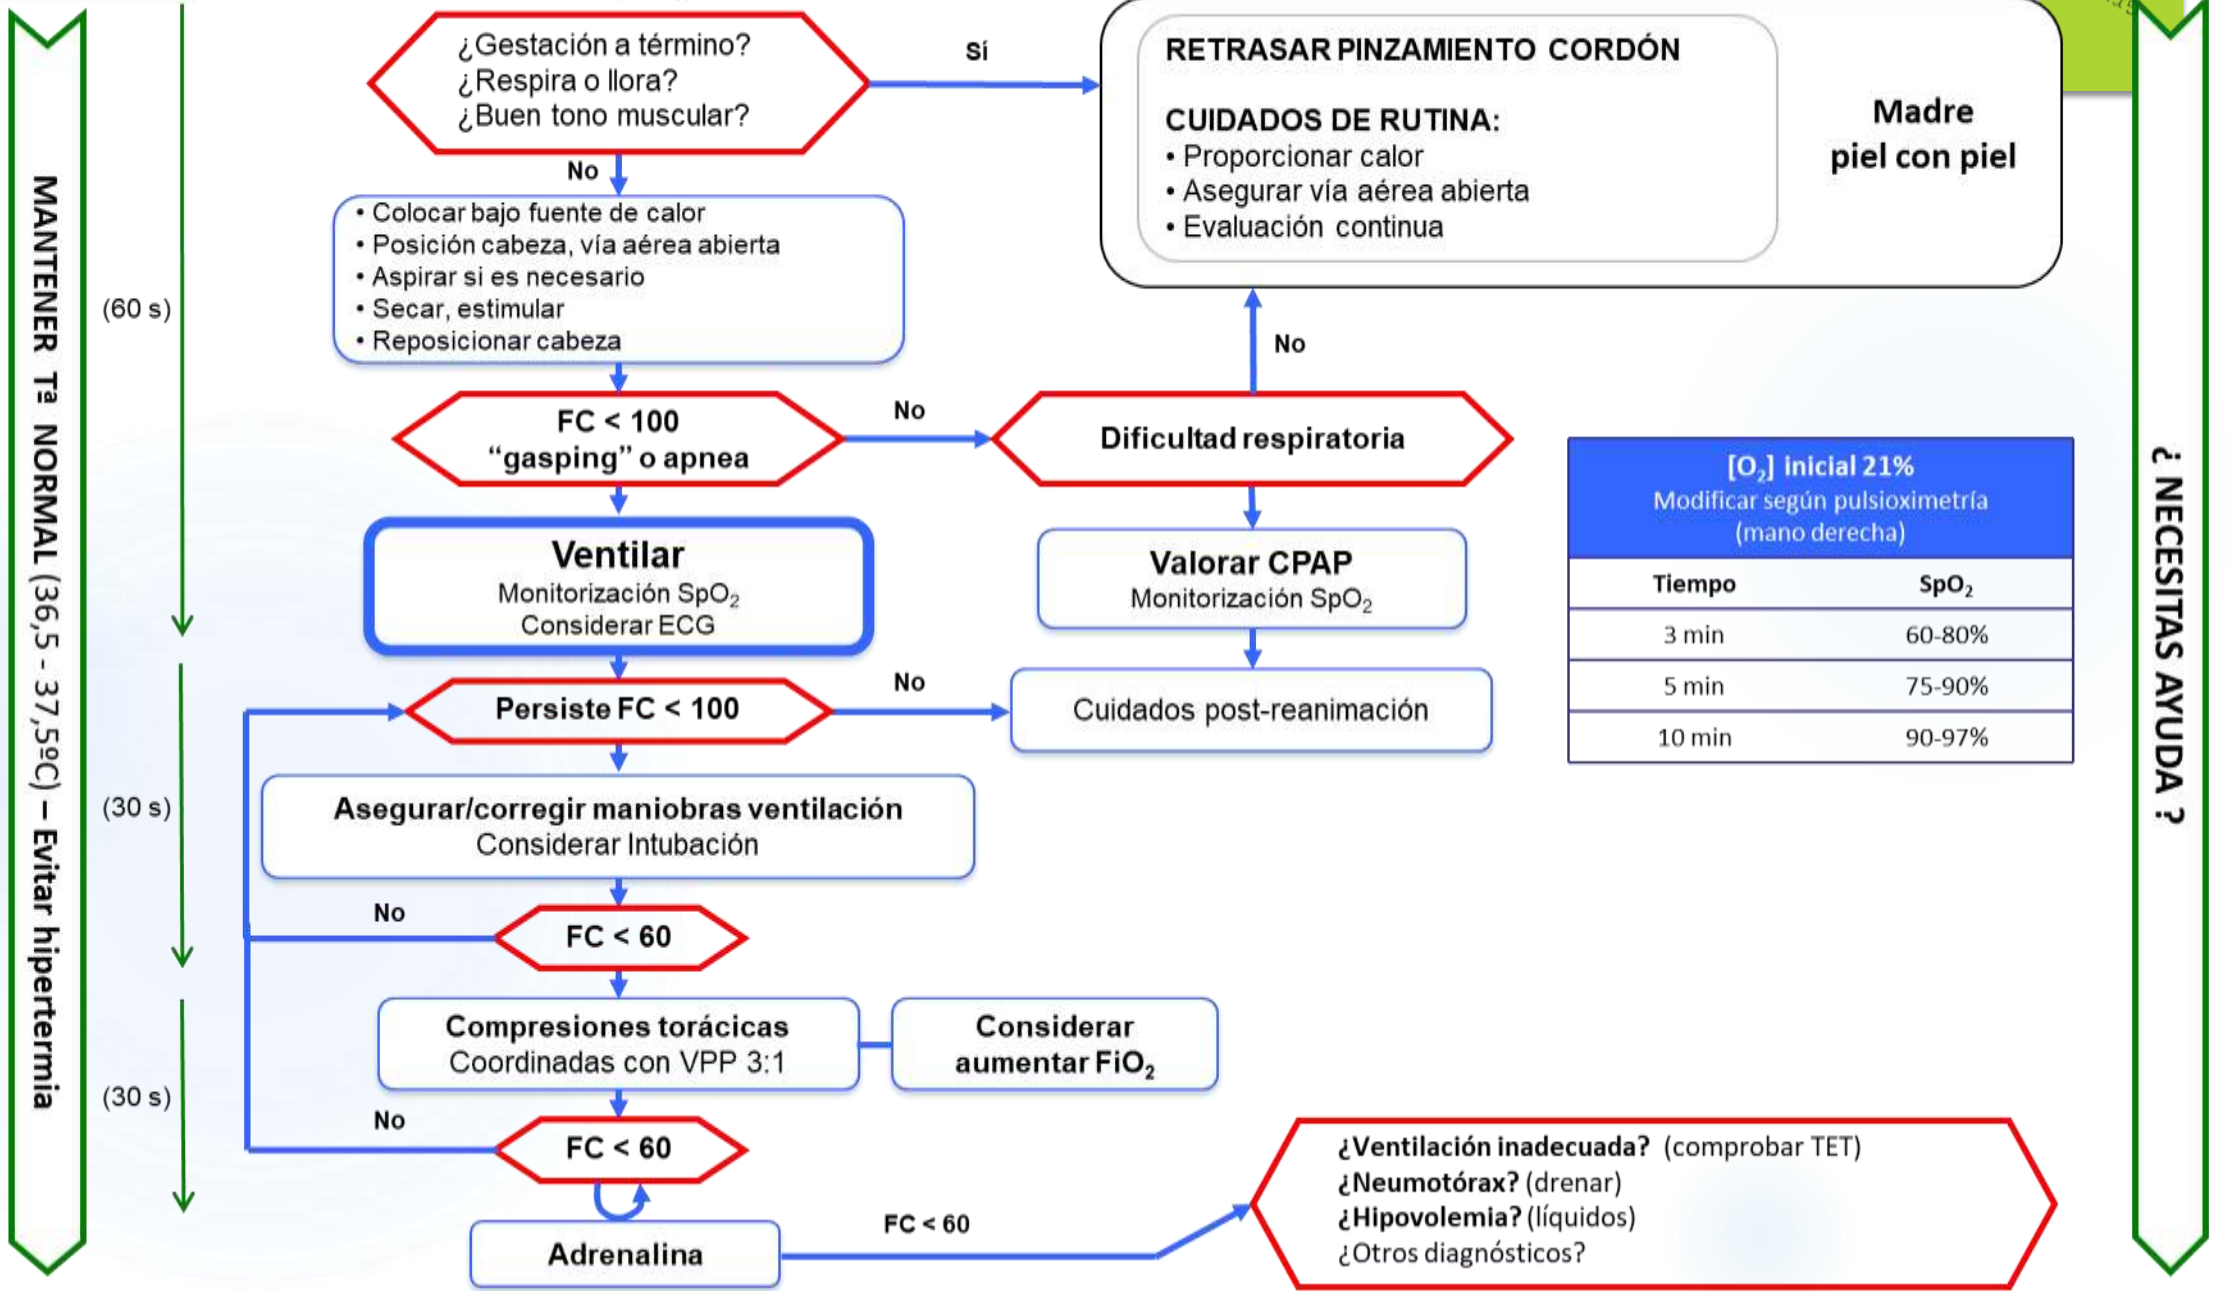 ¿Gestación a término?
¿Respira o llora?
¿Buen tono muscular?
Sí
RETRASAR PINZAMIENTO CORDÓN
CUIDADOS DE RUTINA:
• Proporcionar calor
• Asegurar vía aérea abierta
• Evaluación continua
Madre
piel con piel
No
• Colocar bajo fuente de calor
• Posición cabeza, vía aérea abierta
• Aspirar si es necesario
• Secar, estimular
• Reposicionar cabeza
(60 s)
No
FC < 100
“gasping” o apnea
No
Dificultad respiratoria
Ventilar
Monitorización SpO₂
Considerar ECG
Valorar CPAP
Monitorización SpO₂
[O₂] inicial 21%
Modificar según pulsioximetría
(mano derecha)
Tiempo SpO₂
3 min 60-80%
5 min 75-90%
10 min 90-97%
Persiste FC < 100
No
Cuidados post-reanimación
(30 s)
Asegurar/corregir maniobras ventilación
Considerar Intubación
No
FC < 60
Compresiones torácicas
Coordinadas con VPP 3:1
Considerar
aumentar FiO₂
(30 s)
No
FC < 60
Adrenalina
FC < 60
¿Ventilación inadecuada? (comprobar TET)
¿Neumotórax? (drenar)
¿Hipovolemia? (líquidos)
¿Otros diagnósticos?
MANTENER Tª NORMAL (36,5 - 37,5ºC) – Evitar hipertermia
¿ NECESITAS AYUDA ?